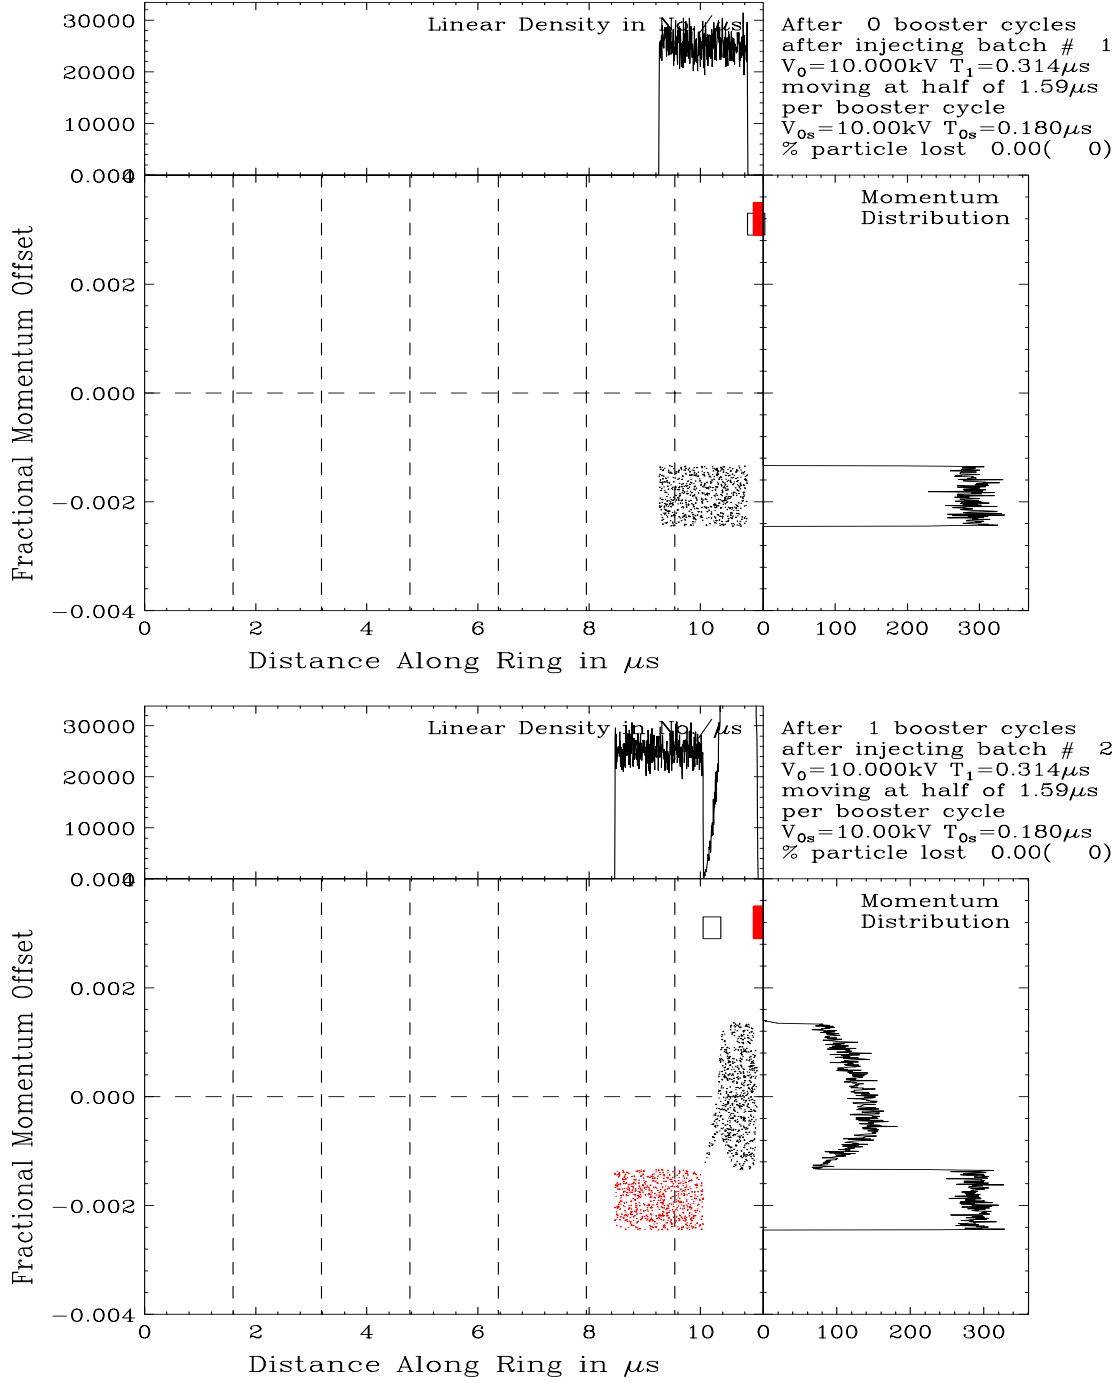 Linear Density in No./μs
30000
20000
10000
0.00
0.004
After 0 booster cycles
after injecting batch # 1
V0=10.000kV T1=0.314μs
moving at half of 1.59μs
per booster cycle
V0s=10.00kV T0s=0.180μs
% particle lost 0.00( 0)
Momentum
Distribution
Fractional Momentum Offset
0.002
0.000
−0.002
−0.004
0 2 4 6 8 10 0 100 200 300
Distance Along Ring in μs
Linear Density in No./μs
30000
20000
10000
0.00
0.004
After 1 booster cycles
after injecting batch # 2
V0=10.000kV T1=0.314μs
moving at half of 1.59μs
per booster cycle
V0s=10.00kV T0s=0.180μs
% particle lost 0.00( 0)
Momentum
Distribution
Fractional Momentum Offset
0.002
0.000
−0.002
−0.004
0 2 4 6 8 10 0 100 200 300
Distance Along Ring in μs